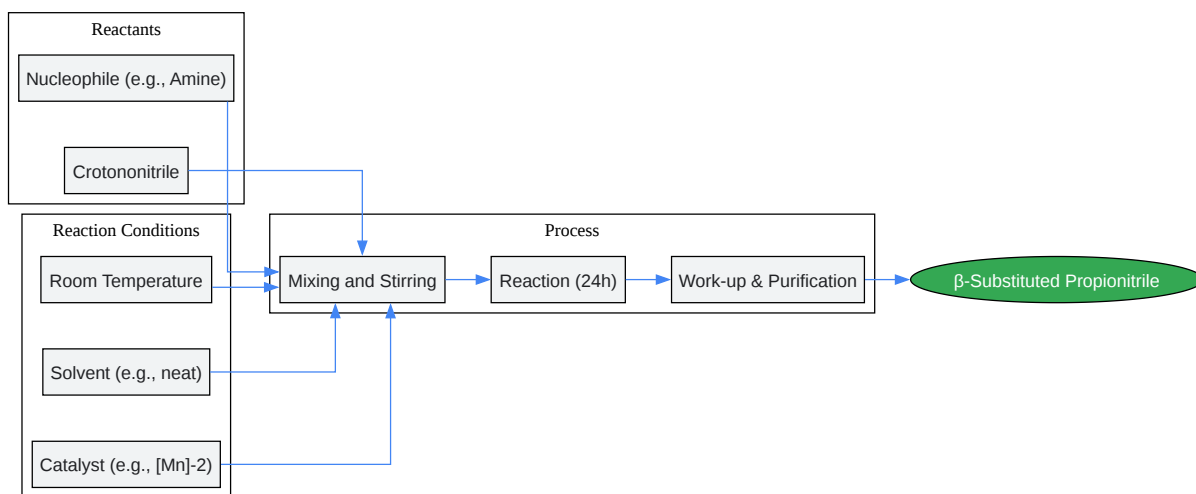 Reactants
Nucleophile (e.g., Amine)
Crotononitrile
Reaction Conditions
Room Temperature
Solvent (e.g., neat)
Catalyst (e.g., [Mn]-2)
Process
Mixing and Stirring
Reaction (24h)
Work-up & Purification
β-Substituted Propionitrile